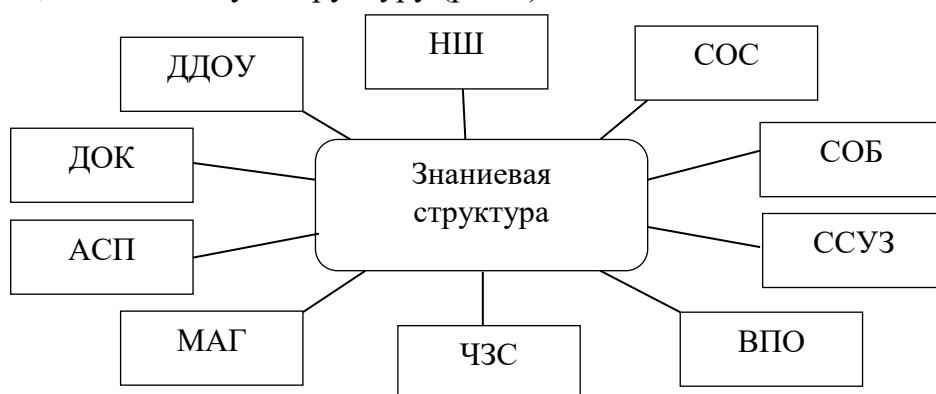 НШ
ДДОУ
СОС
ДОК
Знаниевая
структура
СОБ
АСП
ССУЗ
МАГ
ЧЗС
ВПО